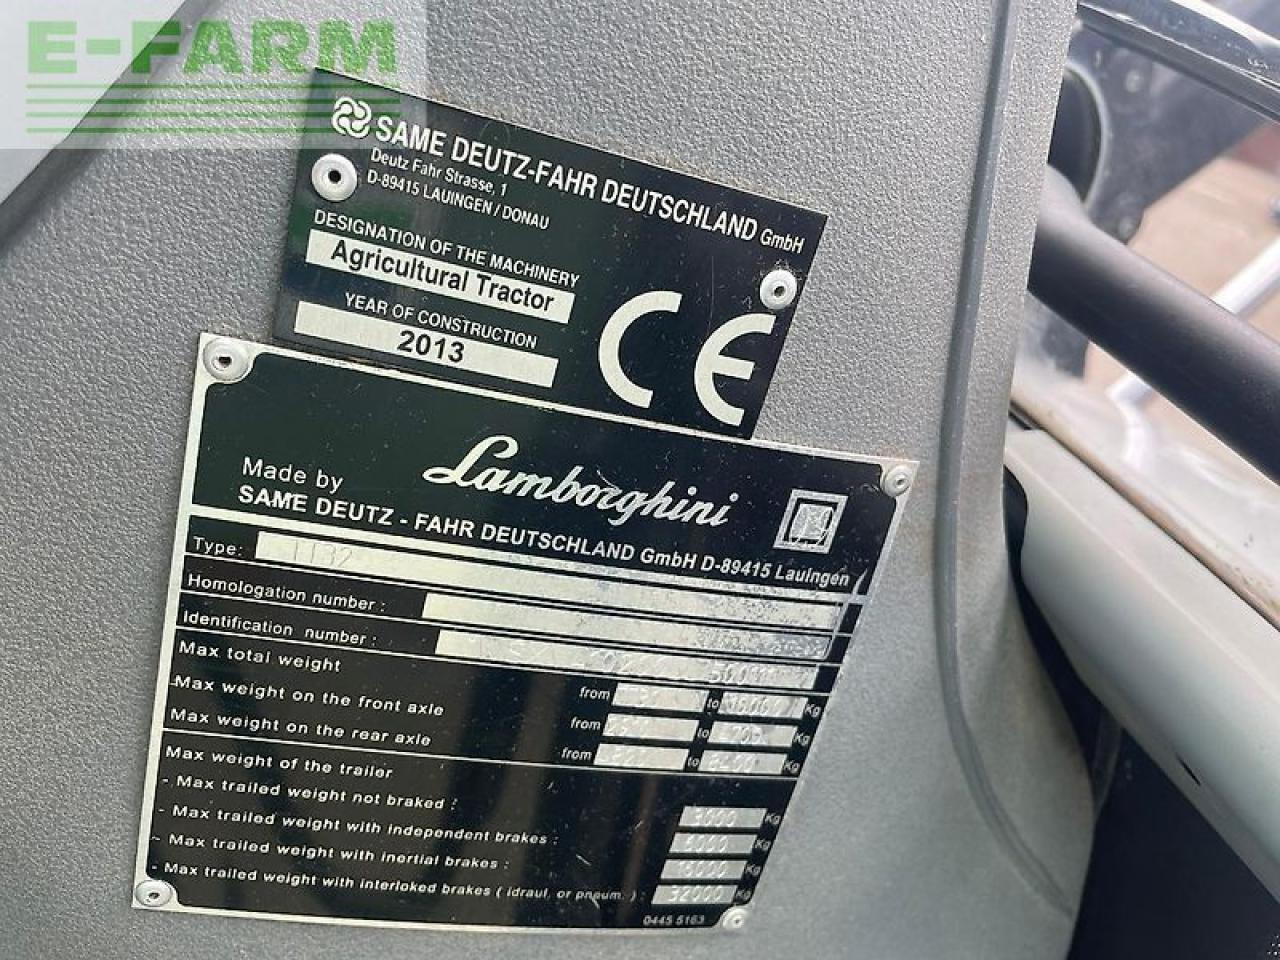 E-FARM
SAME DEUTZ-FAHR DEUTSCHLAND GmbH
Deutz Fahr Strasse, 1
D-89415 LAUINGEN / DONAU
DESIGNATION OF THE MACHINERY
Agricultural Tractor
YEAR OF CONSTRUCTION
2013
CE
Lamborghini
Made by
SAME DEUTZ - FAHR DEUTSCHLAND GmbH D-89415 Lauingen
Type:
Homologation number :
Identification number :
Max total weight from to Kg
Max weight on the front axle from to Kg
Max weight on the rear axle from to Kg
Max weight of the trailer
- Max trailed weight not braked : 3000 Kg
- Max trailed weight with independent brakes : 6000 Kg
- Max trailed weight with inertial brakes : Kg
- Max trailed weight with interloked brakes ( idraul, or pneum. ) : 32000 Kg
0445 5163